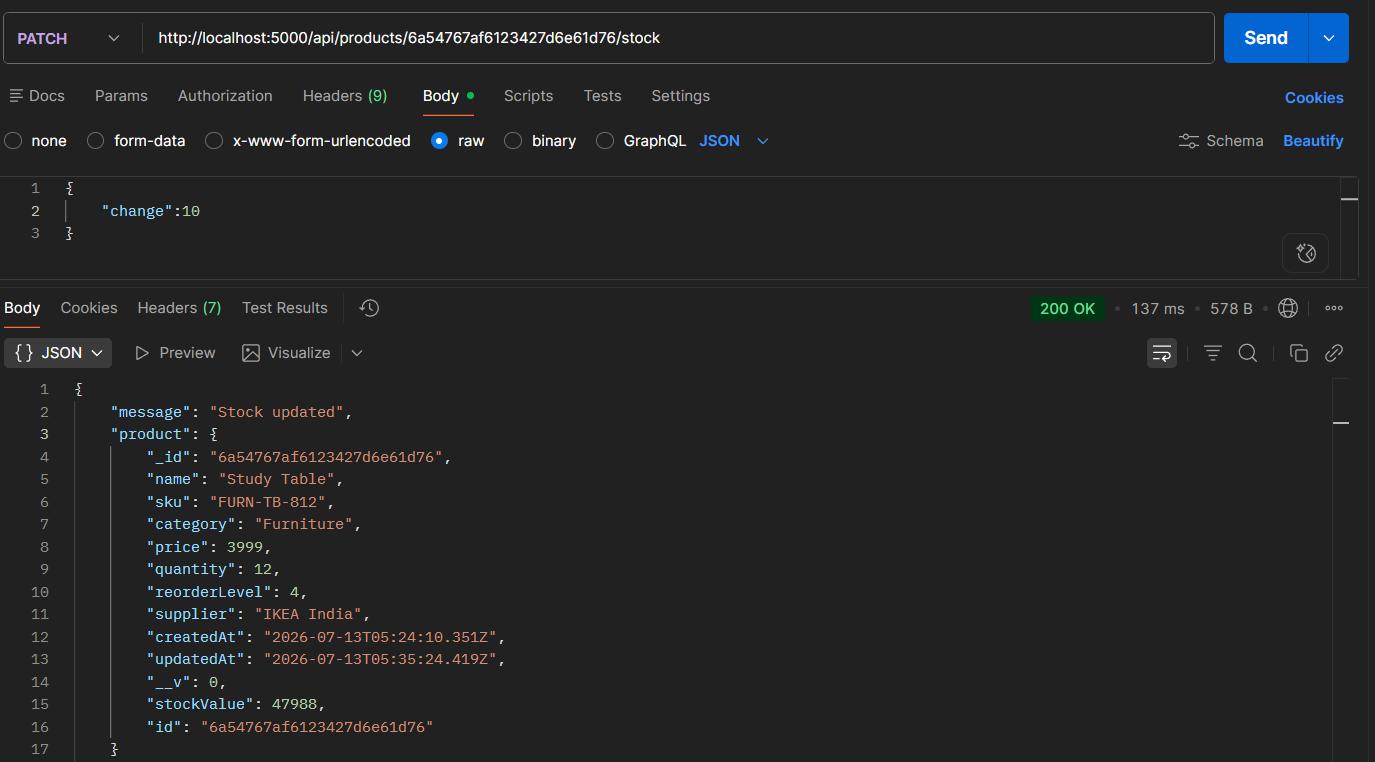 PATCH http://localhost:5000/api/products/6a54767af6123427d6e61d76/stock Send
Docs Params Authorization Headers (9) Body Scripts Tests Settings Cookies
none form-data x-www-form-urlencoded raw binary GraphQL JSON Schema Beautify
1 {
2 "change":10
3 }
Body Cookies Headers (7) Test Results 200 OK 137 ms 578 B
{} JSON Preview Visualize
1 {
2 "message": "Stock updated",
3 "product": {
4 "_id": "6a54767af6123427d6e61d76",
5 "name": "Study Table",
6 "sku": "FURN-TB-812",
7 "category": "Furniture",
8 "price": 3999,
9 "quantity": 12,
10 "reorderLevel": 4,
11 "supplier": "IKEA India",
12 "createdAt": "2026-07-13T05:24:10.351Z",
13 "updatedAt": "2026-07-13T05:35:24.419Z",
14 "__v": 0,
15 "stockValue": 47988,
16 "id": "6a54767af6123427d6e61d76"
17 }